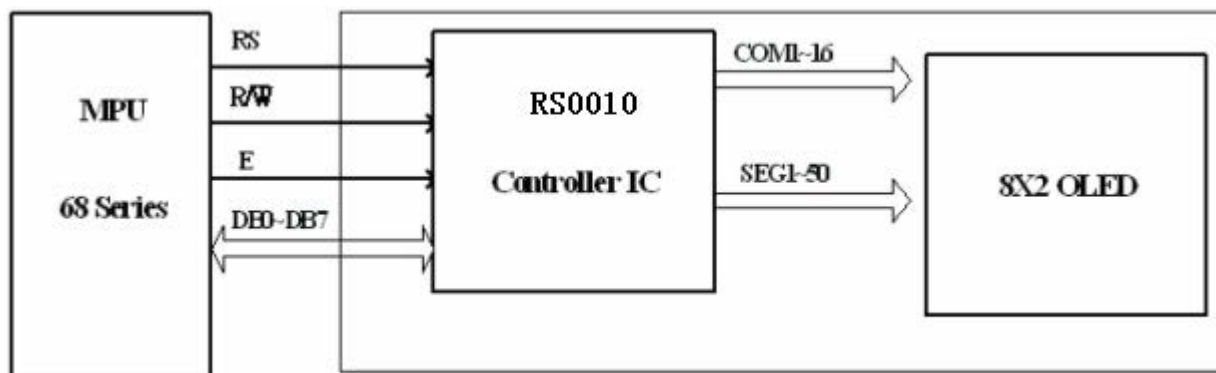 RS
R/W
E
DB0~DB7
MPU
68 Series
RS0010
Controller IC
COM1~16
SEG1~50
8X2 OLED